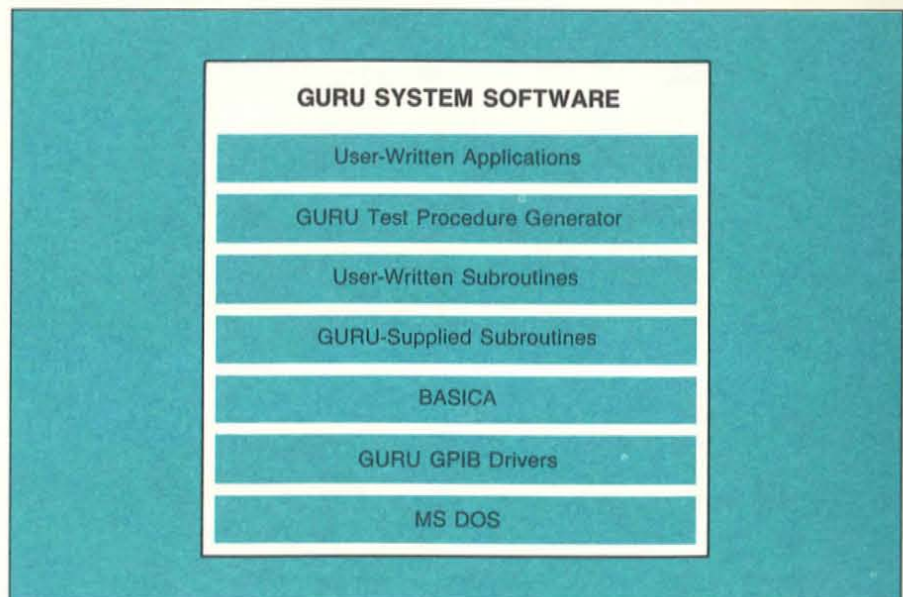 GURU SYSTEM SOFTWARE
User-Written Applications
GURU Test Procedure Generator
User-Written Subroutines
GURU-Supplied Subroutines
BASICA
GURU GPIB Drivers
MS DOS